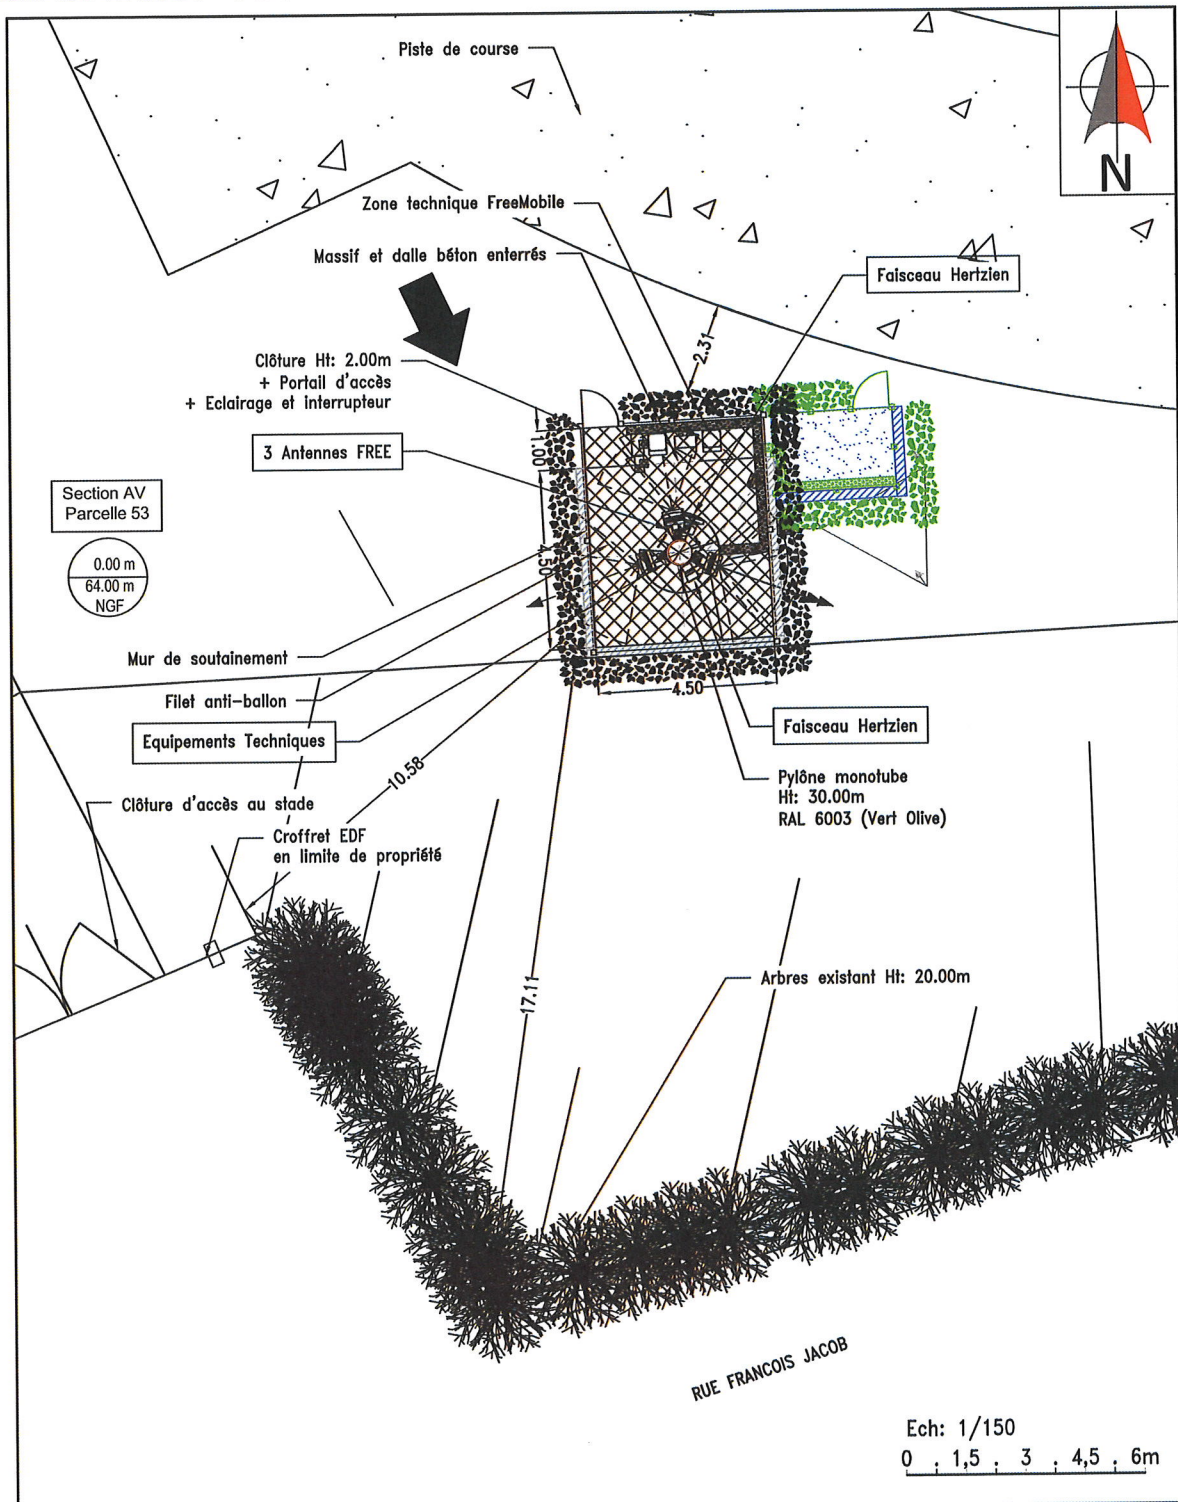 Piste de course
N
Zone technique FreeMobile
Massif et dalle béton enterrés
Faisceau Hertzien
2.31
Clôture Ht: 2.00m
+ Portail d'accès
+ Eclairage et interrupteur
1.00
3 Antennes FREE
Section AV
Parcelle 53
0.00 m
64.00 m
NGF
4.50
Mur de soutainement
Filet anti-ballon
4.50
Equipements Techniques
Faisceau Hertzien
10.58
Pylône monotube
Ht: 30.00m
RAL 6003 (Vert Olive)
Clôture d'accès au stade
Croffret EDF
en limite de propriété
17.11
Arbres existant Ht: 20.00m
RUE FRANCOIS JACOB
Ech: 1/150
0 . 1,5 . 3 . 4,5 . 6m